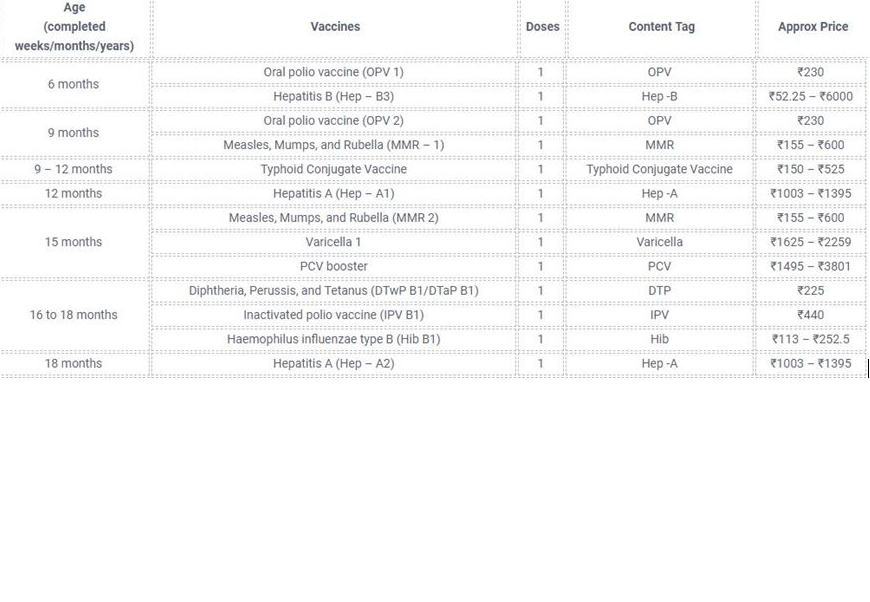 Age
(completed
weeks/months/years)
Vaccines
Doses
Content Tag
Approx Price
6 months
Oral polio vaccine (OPV 1) 1 OPV ₹230
Hepatitis B (Hep – B3) 1 Hep -B ₹52.25 – ₹6000
9 months
Oral polio vaccine (OPV 2) 1 OPV ₹230
Measles, Mumps, and Rubella (MMR – 1) 1 MMR ₹155 – ₹600
9 – 12 months Typhoid Conjugate Vaccine 1 Typhoid Conjugate Vaccine ₹150 – ₹525
12 months Hepatitis A (Hep – A1) 1 Hep -A ₹1003 – ₹1395
15 months
Measles, Mumps, and Rubella (MMR 2) 1 MMR ₹155 – ₹600
Varicella 1 1 Varicella ₹1625 – ₹2259
PCV booster 1 PCV ₹1495 – ₹3801
16 to 18 months
Diphtheria, Perussis, and Tetanus (DTwP B1/DTaP B1) 1 DTP ₹225
Inactivated polio vaccine (IPV B1) 1 IPV ₹440
Haemophilus influenzae type B (Hib B1) 1 Hib ₹113 – ₹252.5
18 months Hepatitis A (Hep – A2) 1 Hep -A ₹1003 – ₹1395